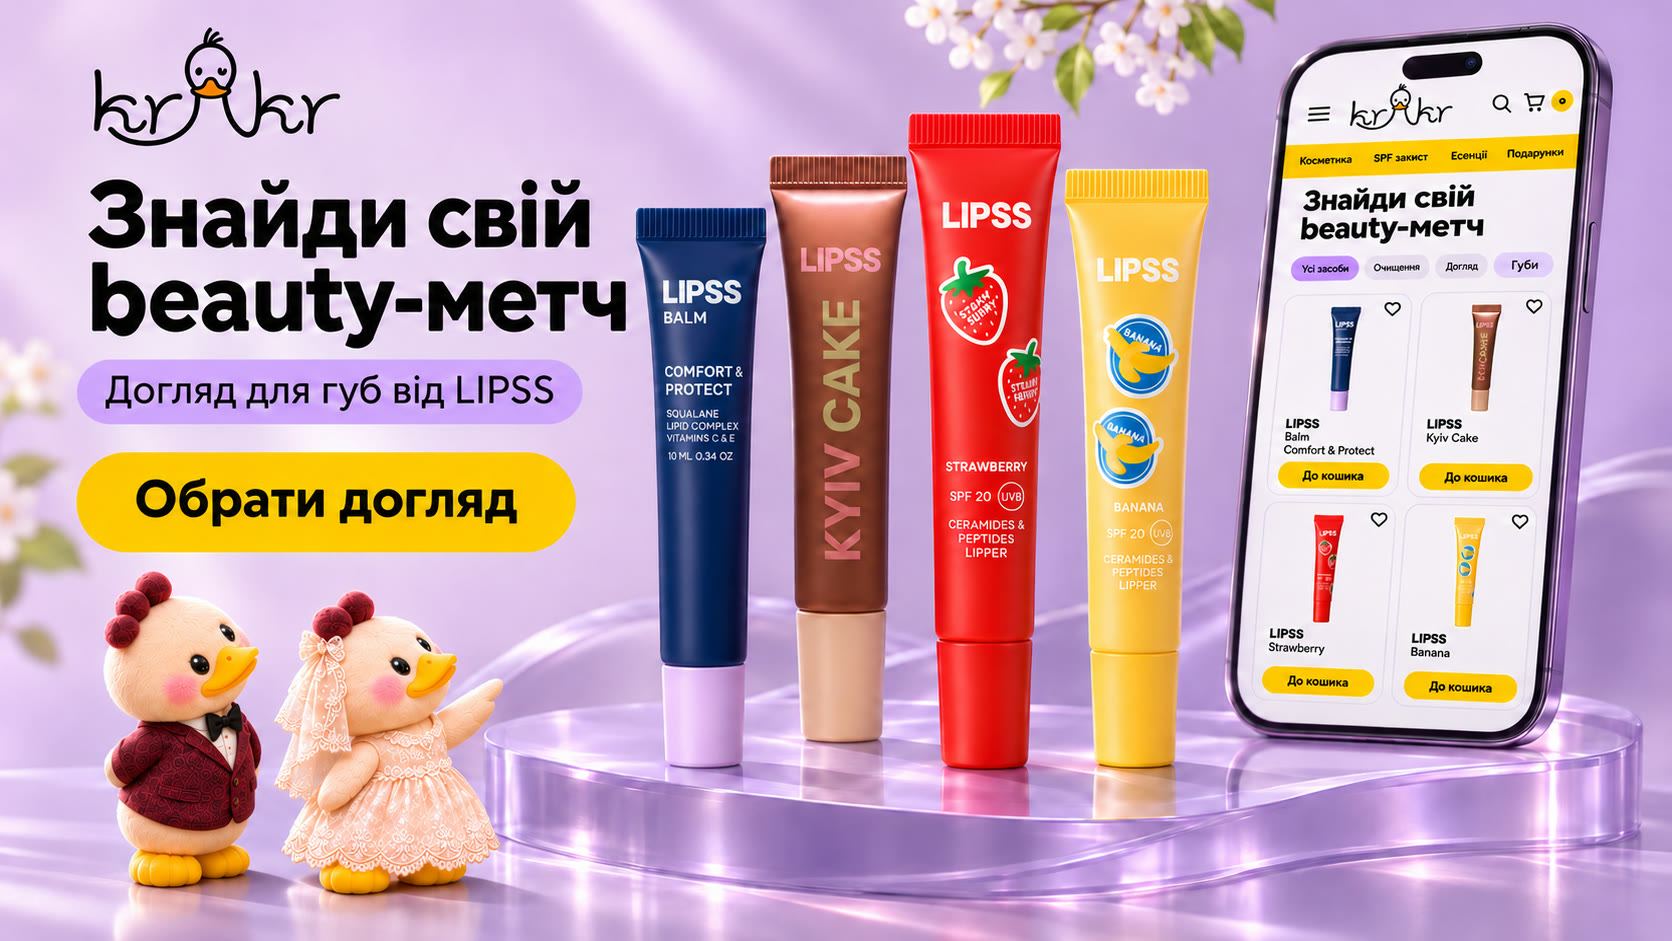 krkr
Знайди свій
beauty-метч
Догляд для губ від LIPSS
Обрати догляд
LIPSS
BALM
COMFORT &
PROTECT
SQUALANE
LIPID COMPLEX
VITAMINS C & E
10 ML 0.34 OZ
LIPSS
KYIV CAKE
LIPSS
STRAWBERRY
SPF 20 UVB
CERAMIDES &
PEPTIDES
LIPPER
LIPSS
BANANA
BANANA
BANANA
SPF 20 UVB
CERAMIDES &
PEPTIDES
LIPPER
krkr
Косметика SPF захист Есенції Подарунки
Знайди свій
beauty-метч
Усі засоби Очищення Догляд Губи
LIPSS
Balm
Comfort & Protect
До кошика
LIPSS
Kyiv Cake
До кошика
LIPSS
Strawberry
До кошика
LIPSS
Banana
До кошика